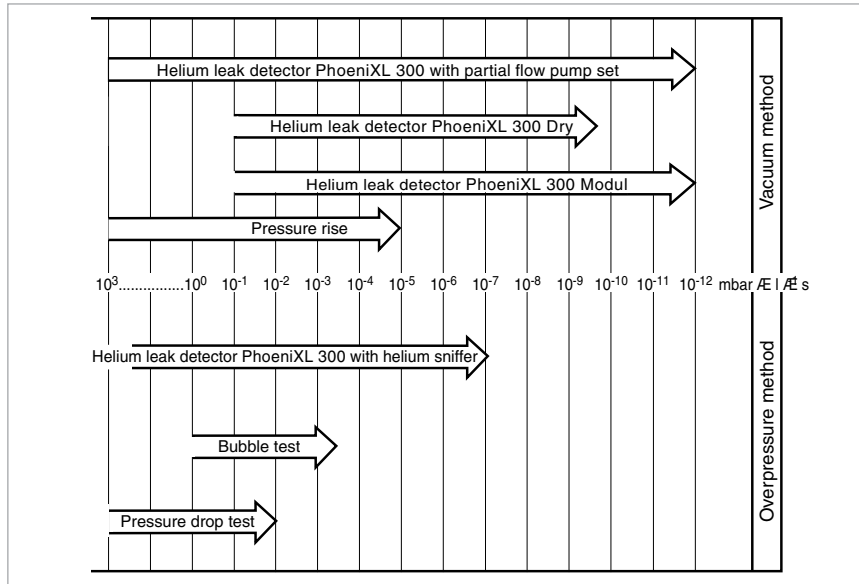 Helium leak detector PhoeniXL 300 with partial flow pump set
Helium leak detector PhoeniXL 300 Dry
Helium leak detector PhoeniXL 300 Modul
Pressure rise
Vacuum method
10³...............10⁰ 10⁻¹ 10⁻² 10⁻³ 10⁻⁴ 10⁻⁵ 10⁻⁶ 10⁻⁷ 10⁻⁸ 10⁻⁹ 10⁻¹⁰ 10⁻¹¹ 10⁻¹² mbar Æ l Æ s
Helium leak detector PhoeniXL 300 with helium sniffer
Bubble test
Pressure drop test
Overpressure method